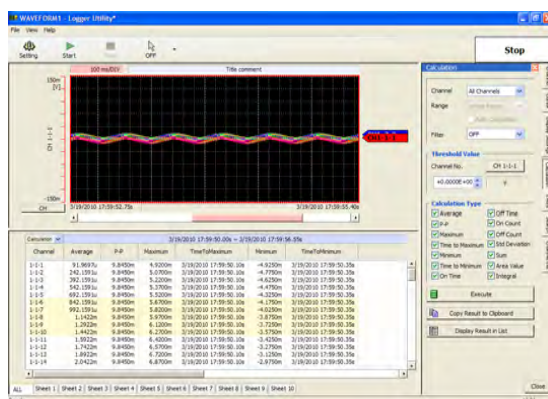 WAVEFORM1 - Logger Utility*
File View Help
Setting Start OFF
Stop
100 ms/DIV Title comment
150m
[V]
CH 1-1-1
-150m
CH
3/19/2010 17:59:52.75s 3/19/2010 17:59:55.40s
Calculation 3/19/2010 17:59:50.00s ~ 3/19/2010 17:59:56.35s
Channel Average P-P Maximum TimeToMaximum Minimum TimeToMinimum
1-1-1 91.9697u 9.8450m 4.9200m 3/19/2010 17:59:50.10s -4.9250m 3/19/2010 17:59:50.35s
1-1-2 242.1591u 9.8450m 5.0700m 3/19/2010 17:59:50.10s -4.7750m 3/19/2010 17:59:50.35s
1-1-3 392.1591u 9.8450m 5.2200m 3/19/2010 17:59:50.10s -4.6250m 3/19/2010 17:59:50.35s
1-1-4 542.1591u 9.8450m 5.3700m 3/19/2010 17:59:50.10s -4.4750m 3/19/2010 17:59:50.35s
1-1-5 692.1591u 9.8450m 5.5200m 3/19/2010 17:59:50.10s -4.3250m 3/19/2010 17:59:50.35s
1-1-6 842.1591u 9.8450m 5.6700m 3/19/2010 17:59:50.10s -4.1750m 3/19/2010 17:59:50.35s
1-1-7 992.1591u 9.8450m 5.8200m 3/19/2010 17:59:50.10s -4.0250m 3/19/2010 17:59:50.35s
1-1-8 1.1422m 9.8450m 5.9700m 3/19/2010 17:59:50.10s -3.8750m 3/19/2010 17:59:50.35s
1-1-9 1.2922m 9.8450m 6.1200m 3/19/2010 17:59:50.10s -3.7250m 3/19/2010 17:59:50.35s
1-1-10 1.4422m 9.8450m 6.2700m 3/19/2010 17:59:50.10s -3.5750m 3/19/2010 17:59:50.35s
1-1-11 1.5922m 9.8450m 6.4200m 3/19/2010 17:59:50.10s -3.4250m 3/19/2010 17:59:50.35s
1-1-12 1.7422m 9.8450m 6.5700m 3/19/2010 17:59:50.10s -3.2750m 3/19/2010 17:59:50.35s
1-1-13 1.8922m 9.8450m 6.7200m 3/19/2010 17:59:50.10s -3.1250m 3/19/2010 17:59:50.35s
1-1-14 2.0422m 9.8450m 6.8700m 3/19/2010 17:59:50.10s -2.9750m 3/19/2010 17:59:50.35s
ALL Sheet 1 Sheet 2 Sheet 3 Sheet 4 Sheet 5 Sheet 6 Sheet 7 Sheet 8 Sheet 9 Sheet 10
Calculation
Channel All Channels
Range
Filter OFF
Threshold Value
Channel No. CH 1-1-1
+0.0000E+00 V
Calculation Type
Average Off Time
P-P On Count
Maximum Off Count
Time to Maximum Std Deviation
Minimum Sum
Time to Minimum Area Value
On Time Integral
Execute
Copy Result to Clipboard
Display Result in List
Close